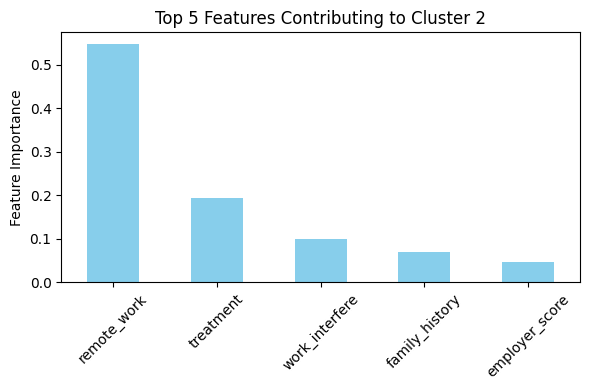 Top 5 Features Contributing to Cluster 2
Feature Importance
0.5
0.4
0.3
0.2
0.1
0.0
remote_work
treatment
work_interfere
family_history
employer_score